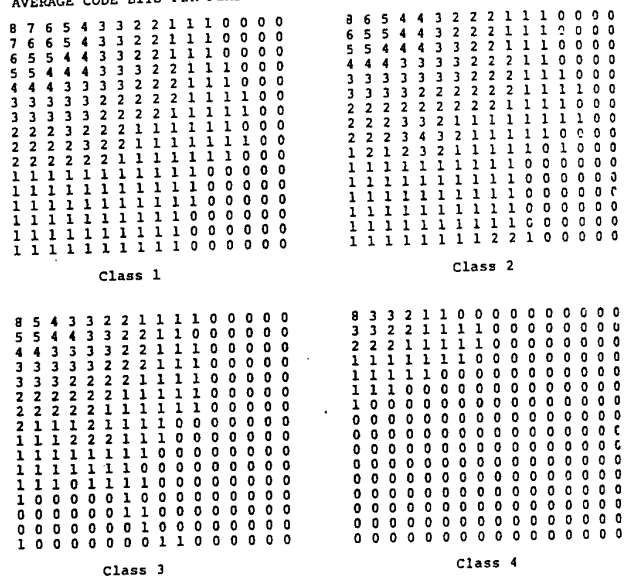 AVERAGE CODE BITS PER
8 7 6 5 4 3 3 2 2 1 1 1 0 0 0 0
7 6 6 5 4 3 3 2 2 1 1 1 0 0 0 0
6 5 5 4 4 3 3 2 2 1 1 1 0 0 0 0
5 5 4 4 4 3 3 2 2 1 1 1 0 0 0 0
4 4 4 3 3 3 3 2 2 1 1 1 1 0 0 0
3 3 3 3 3 2 2 2 2 1 1 1 1 0 0 0
3 3 3 3 2 2 2 2 2 1 1 1 1 0 0 0
2 2 2 3 2 2 2 1 1 1 1 1 1 0 0 0
2 2 2 2 2 2 1 1 1 1 1 1 1 1 0 0
2 2 2 2 2 2 1 1 1 1 1 1 1 0 0 0
1 1 1 1 1 1 1 1 1 1 1 1 0 0 0 0
1 1 1 1 1 1 1 1 1 1 1 1 0 0 0 0
1 1 1 1 1 1 1 1 1 1 1 0 0 0 0 0
1 1 1 1 1 1 1 1 1 1 1 0 0 0 0 0
1 1 1 1 1 1 1 1 1 1 0 0 0 0 0 0
1 1 1 1 1 1 1 1 1 1 0 0 0 0 0 0
Class 1
8 6 5 4 4 3 2 2 2 1 1 1 0 0 0 0
6 5 5 4 4 3 3 2 2 1 1 0 0 0 0
5 5 4 4 3 3 3 2 2 1 1 1 0 0 0 0
4 4 4 3 3 3 3 2 2 1 1 1 0 0 0 0
3 3 3 3 3 3 2 2 2 1 1 1 1 0 0 0
3 3 3 3 2 2 2 2 2 1 1 1 1 1 0 0
2 2 2 2 2 2 2 2 1 1 1 1 1 0 0 0
2 2 2 2 3 3 2 2 1 1 1 1 1 1 0 0
2 2 2 3 4 3 2 1 1 1 1 1 0 0 0
1 2 1 2 3 2 1 1 1 1 1 0 1 0 0 0
1 1 1 1 1 1 1 1 1 1 1 1 0 0 0 0
1 1 1 1 1 1 1 1 1 1 1 0 0 0 0
1 1 1 1 1 1 1 1 1 1 0 0 0 0 0
1 1 1 1 1 1 1 1 1 1 0 0 0 0 0 0
1 1 1 1 1 1 1 1 1 1 0 0 0 0 0 0
1 1 1 1 1 1 1 2 2 1 0 0 0 0 0 0
Class 2
8 5 4 3 3 2 2 1 1 1 1 0 0 0 0 0
5 5 4 4 3 3 2 2 1 1 0 0 0 0 0 0
4 4 3 3 3 3 2 2 1 1 1 0 0 0 0 0
3 3 3 3 3 2 2 2 1 1 1 0 0 0 0 0
3 3 3 2 2 2 2 1 1 1 1 0 0 0 0 0
2 2 2 2 2 2 1 1 1 1 1 0 0 0 0 0
2 2 2 2 2 1 1 1 1 1 1 0 0 0 0 0
2 1 1 1 2 1 1 1 1 0 0 0 0 0 0 0
1 1 1 2 2 2 1 1 1 0 0 0 0 0 0 0
1 1 1 1 1 1 1 1 1 0 0 0 0 0 0 0
1 1 1 1 1 1 1 1 0 0 0 0 0 0 0 0
1 1 1 0 1 1 1 1 0 0 0 0 0 0 0 0
1 0 0 0 0 0 1 0 0 0 0 0 0 0 0 0
0 0 0 0 0 0 1 1 0 0 0 0 0 0 0 0
0 0 0 0 0 0 0 1 0 0 0 0 0 0 0 0
1 0 0 0 0 0 0 0 1 1 0 0 0 0 0 0
Class 3
8 3 3 2 1 1 0 0 0 0 0 0 0 0 0 0
3 3 2 2 1 1 1 1 0 0 0 0 0 0 0 0
2 2 2 1 1 1 1 0 0 0 0 0 0 0 0 0
1 1 1 1 1 1 1 0 0 0 0 0 0 0 0 0
1 1 1 1 1 0 0 0 0 0 0 0 0 0 0 0
1 1 1 0 0 0 0 0 0 0 0 0 0 0 0 0
1 0 0 0 0 0 0 0 0 0 0 0 0 0 0 0
0 0 0 0 0 0 0 0 0 0 0 0 0 0 0 0
0 0 0 0 0 0 0 0 0 0 0 0 0 0 0
0 0 0 0 0 0 0 0 0 0 0 0 0 0 0
0 0 0 0 0 0 0 0 0 0 0 0 0 0 0 0
0 0 0 0 0 0 0 0 0 0 0 0 0 0 0 0
0 0 0 0 0 0 0 0 0 0 0 0 0 0 0 0
0 0 0 0 0 0 0 0 0 0 0 0 0 0 0 0
0 0 0 0 0 0 0 0 0 0 0 0 0 0 0 0
0 0 0 0 0 0 0 0 0 0 0 0 0 0 0 0
Class 4